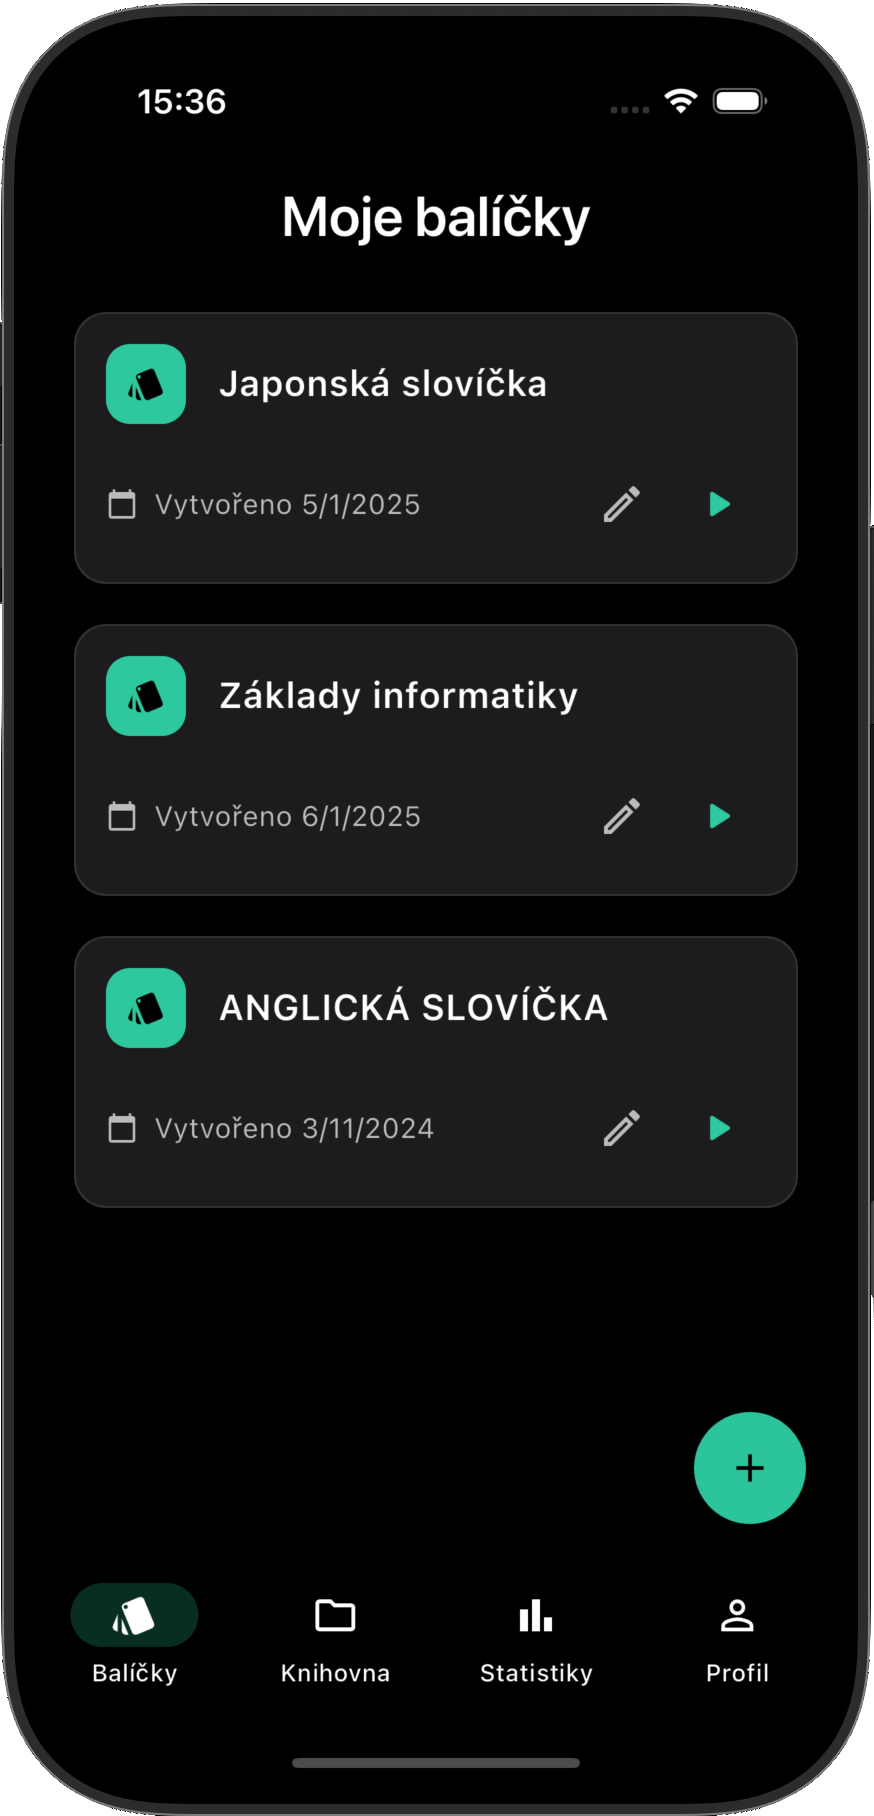 15:36
Moje balíčky
Japonská slovíčka
Vytvořeno 5/1/2025
Základy informatiky
Vytvořeno 6/1/2025
ANGLICKÁ SLOVÍČKA
Vytvořeno 3/11/2024
Balíčky
Knihovna
Statistiky
Profil